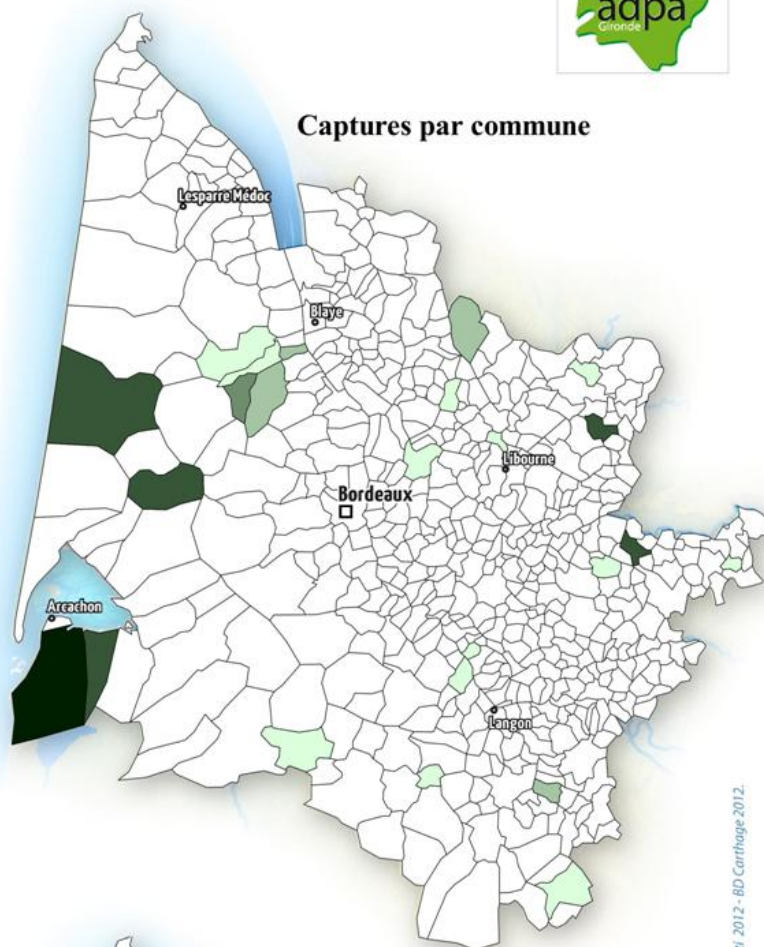 adpa
Gironde
Captures par commune
Lesparre Médoc
Blaye
Libourne
Bordeaux
Arcachon
Langon
2012 - BD Carthage 2012.